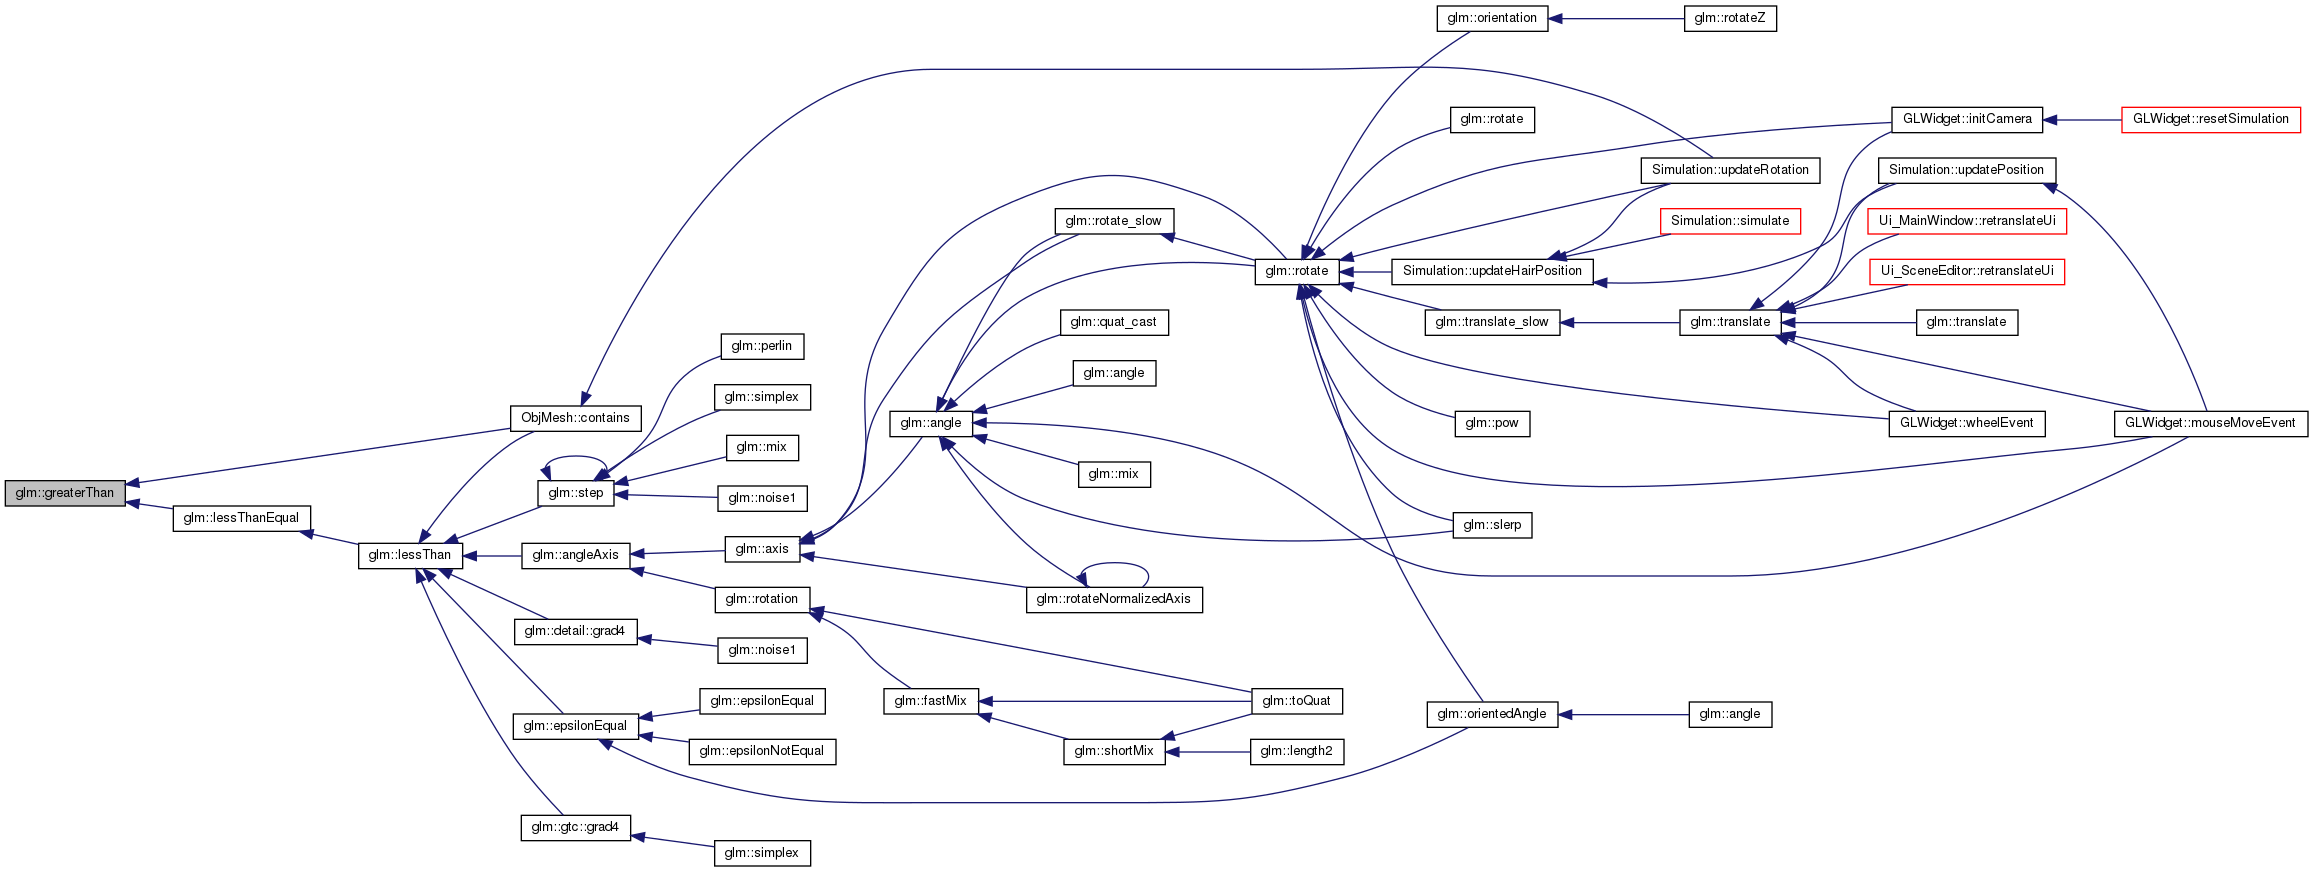 glm::orientation
glm::rotateZ
glm::rotate
GLWidget::initCamera
GLWidget::resetSimulation
Simulation::updateRotation
Simulation::updatePosition
glm::rotate_slow
Simulation::simulate
Ui_MainWindow::retranslateUi
glm::rotate
Simulation::updateHairPosition
Ui_SceneEditor::retranslateUi
glm::quat_cast
glm::translate_slow
glm::translate
glm::translate
glm::perlin
glm::angle
glm::simplex
ObjMesh::contains
glm::angle
glm::pow
GLWidget::wheelEvent
GLWidget::mouseMoveEvent
glm::mix
glm::mix
glm::greaterThan
glm::step
glm::noise1
glm::lessThanEqual
glm::slerp
glm::lessThan
glm::angleAxis
glm::axis
glm::rotation
glm::rotateNormalizedAxis
glm::detail::grad4
glm::noise1
glm::epsilonEqual
glm::fastMix
glm::toQuat
glm::orientedAngle
glm::angle
glm::epsilonEqual
glm::epsilonNotEqual
glm::shortMix
glm::length2
glm::gtc::grad4
glm::simplex